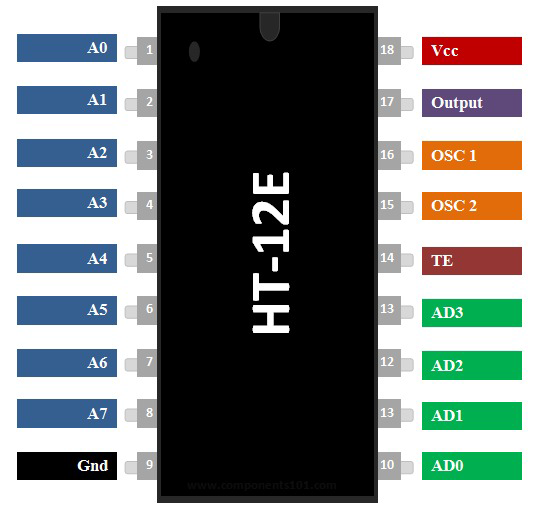 A0 1 18 Vcc
A1 2 17 Output
A2 3 16 OSC 1
A3 4 15 OSC 2
A4 5 14 TE
A5 6 13 AD3
A6 7 12 AD2
A7 8 13 AD1
Gnd 9 10 AD0
HT-12E
www.components101.com